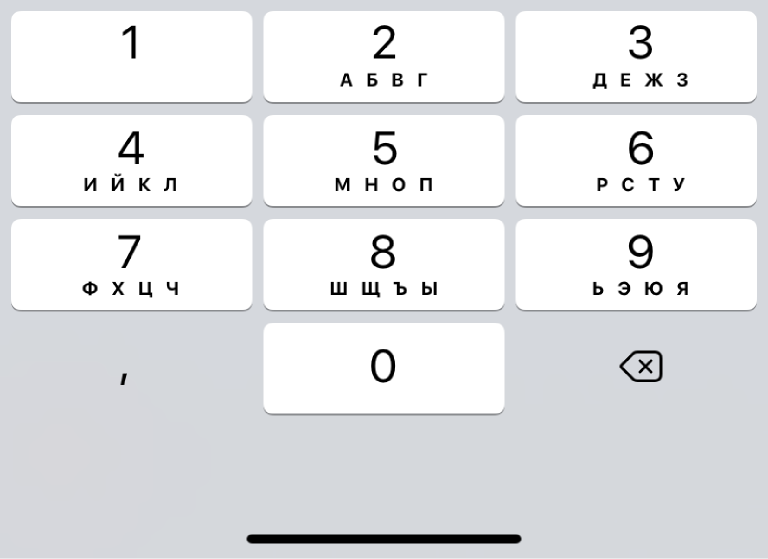 1 2 3
А Б В Г Д Е Ж З
4 5 6
И Й К Л М Н О П Р С Т У
7 8 9
Ф Х Ц Ч Ш Щ Ъ Ы Ь Э Ю Я
, 0